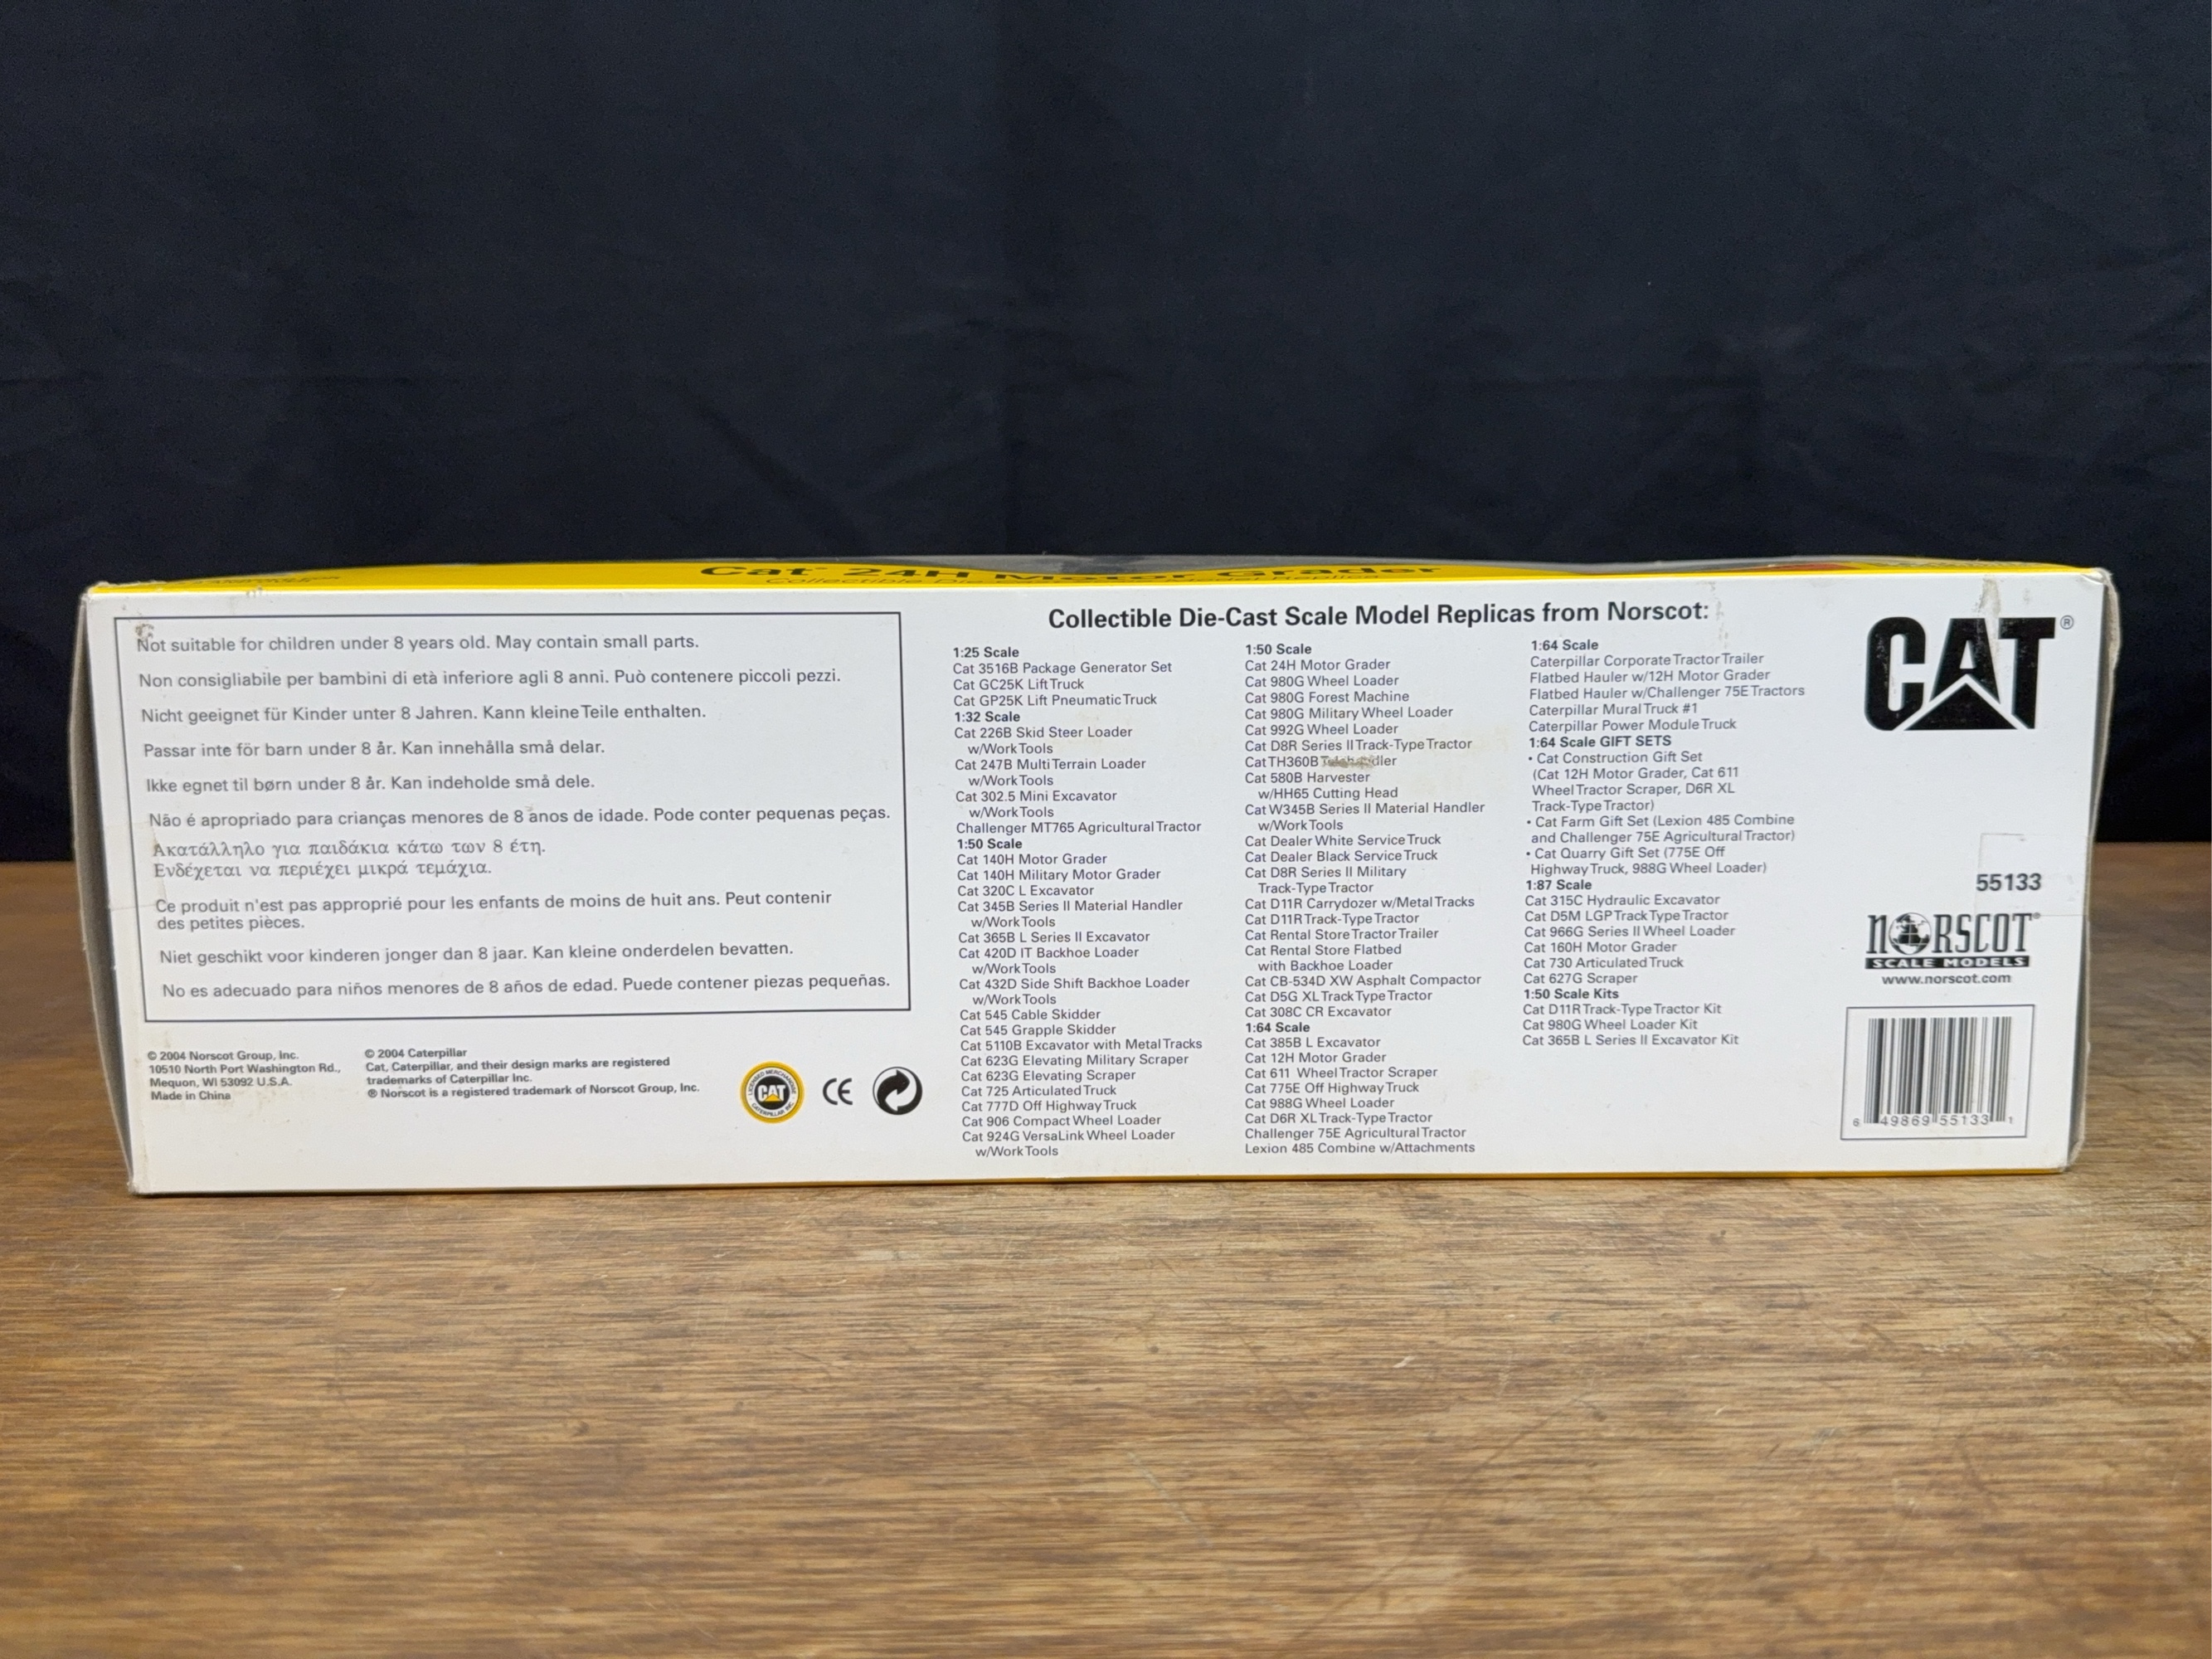 Cat 24H Motor Grader
Not suitable for children under 8 years old. May contain small parts.
Non consigliabile per bambini di età inferiore agli 8 anni. Può contenere piccoli pezzi.
Nicht geeignet für Kinder unter 8 Jahren. Kann kleine Teile enthalten.
Passar inte för barn under 8 år. Kan innehålla små delar.
Ikke egnet til børn under 8 år. Kan indeholde små dele.
Não é apropriado para crianças menores de 8 anos de idade. Pode conter pequenas peças.
Ακατάλληλο για παιδάκια κάτω των 8 έτη.
Ενδέχεται να περιέχει μικρά τεμάχια.
Ce produit n'est pas approprié pour les enfants de moins de huit ans. Peut contenir
des petites pièces.
Niet geschikt voor kinderen jonger dan 8 jaar. Kan kleine onderdelen bevatten.
No es adecuado para niños menores de 8 años de edad. Puede contener piezas pequeñas.
© 2004 Norscot Group, Inc.
10510 North Port Washington Rd.,
Mequon, WI 53092 U.S.A.
Made in China
© 2004 Caterpillar
Cat, Caterpillar, and their design marks are registered
trademarks of Caterpillar Inc.
® Norscot is a registered trademark of Norscot Group, Inc.
LICENSED MERCHANDISE
CAT
CATERPILLAR INC.
CE
Collectible Die-Cast Scale Model Replicas from Norscot:
1:25 Scale
Cat 3516B Package Generator Set
Cat GC25K Lift Truck
Cat GP25K Lift Pneumatic Truck
1:32 Scale
Cat 226B Skid Steer Loader
w/Work Tools
Cat 247B Multi Terrain Loader
w/Work Tools
Cat 302.5 Mini Excavator
w/Work Tools
Challenger MT765 Agricultural Tractor
1:50 Scale
Cat 140H Motor Grader
Cat 140H Military Motor Grader
Cat 320C L Excavator
Cat 345B Series II Material Handler
w/Work Tools
Cat 365B L Series II Excavator
Cat 420D IT Backhoe Loader
w/Work Tools
Cat 432D Side Shift Backhoe Loader
w/Work Tools
Cat 545 Cable Skidder
Cat 545 Grapple Skidder
Cat 5110B Excavator with Metal Tracks
Cat 623G Elevating Military Scraper
Cat 623G Elevating Scraper
Cat 725 Articulated Truck
Cat 777D Off Highway Truck
Cat 906 Compact Wheel Loader
Cat 924G VersaLink Wheel Loader
w/Work Tools
1:50 Scale
Cat 24H Motor Grader
Cat 980G Wheel Loader
Cat 980G Forest Machine
Cat 980G Military Wheel Loader
Cat 992G Wheel Loader
Cat D8R Series II Track-Type Tractor
Cat TH360B
Cat 580B Harvester
w/HH65 Cutting Head
Cat W345B Series II Material Handler
w/Work Tools
Cat Dealer White Service Truck
Cat Dealer Black Service Truck
Cat D8R Series II Military
Track-Type Tractor
Cat D11R Carrydozer w/Metal Tracks
Cat D11R Track-Type Tractor
Cat Rental Store Tractor Trailer
Cat Rental Store Flatbed
with Backhoe Loader
Cat CB-534D XW Asphalt Compactor
Cat D5G XL Track Type Tractor
Cat 308C CR Excavator
1:64 Scale
Cat 385B L Excavator
Cat 12H Motor Grader
Cat 611 Wheel Tractor Scraper
Cat 775E Off Highway Truck
Cat 988G Wheel Loader
Cat D6R XL Track-Type Tractor
Challenger 75E Agricultural Tractor
Lexion 485 Combine w/Attachments
1:64 Scale
Caterpillar Corporate Tractor Trailer
Flatbed Hauler w/12H Motor Grader
Flatbed Hauler w/Challenger 75E Tractors
Caterpillar Mural Truck #1
Caterpillar Power Module Truck
1:64 Scale GIFT SETS
• Cat Construction Gift Set
(Cat 12H Motor Grader, Cat 611
Wheel Tractor Scraper, D6R XL
Track-Type Tractor)
• Cat Farm Gift Set (Lexion 485 Combine
and Challenger 75E Agricultural Tractor)
• Cat Quarry Gift Set (775E Off
Highway Truck, 988G Wheel Loader)
1:87 Scale
Cat 315C Hydraulic Excavator
Cat D5M LGP Track Type Tractor
Cat 966G Series II Wheel Loader
Cat 160H Motor Grader
Cat 730 Articulated Truck
Cat 627G Scraper
1:50 Scale Kits
Cat D11R Track-Type Tractor Kit
Cat 980G Wheel Loader Kit
Cat 365B L Series II Excavator Kit
CAT®
55133
NORSCOT®
SCALE MODELS
www.norscot.com
6 49869 55133 1